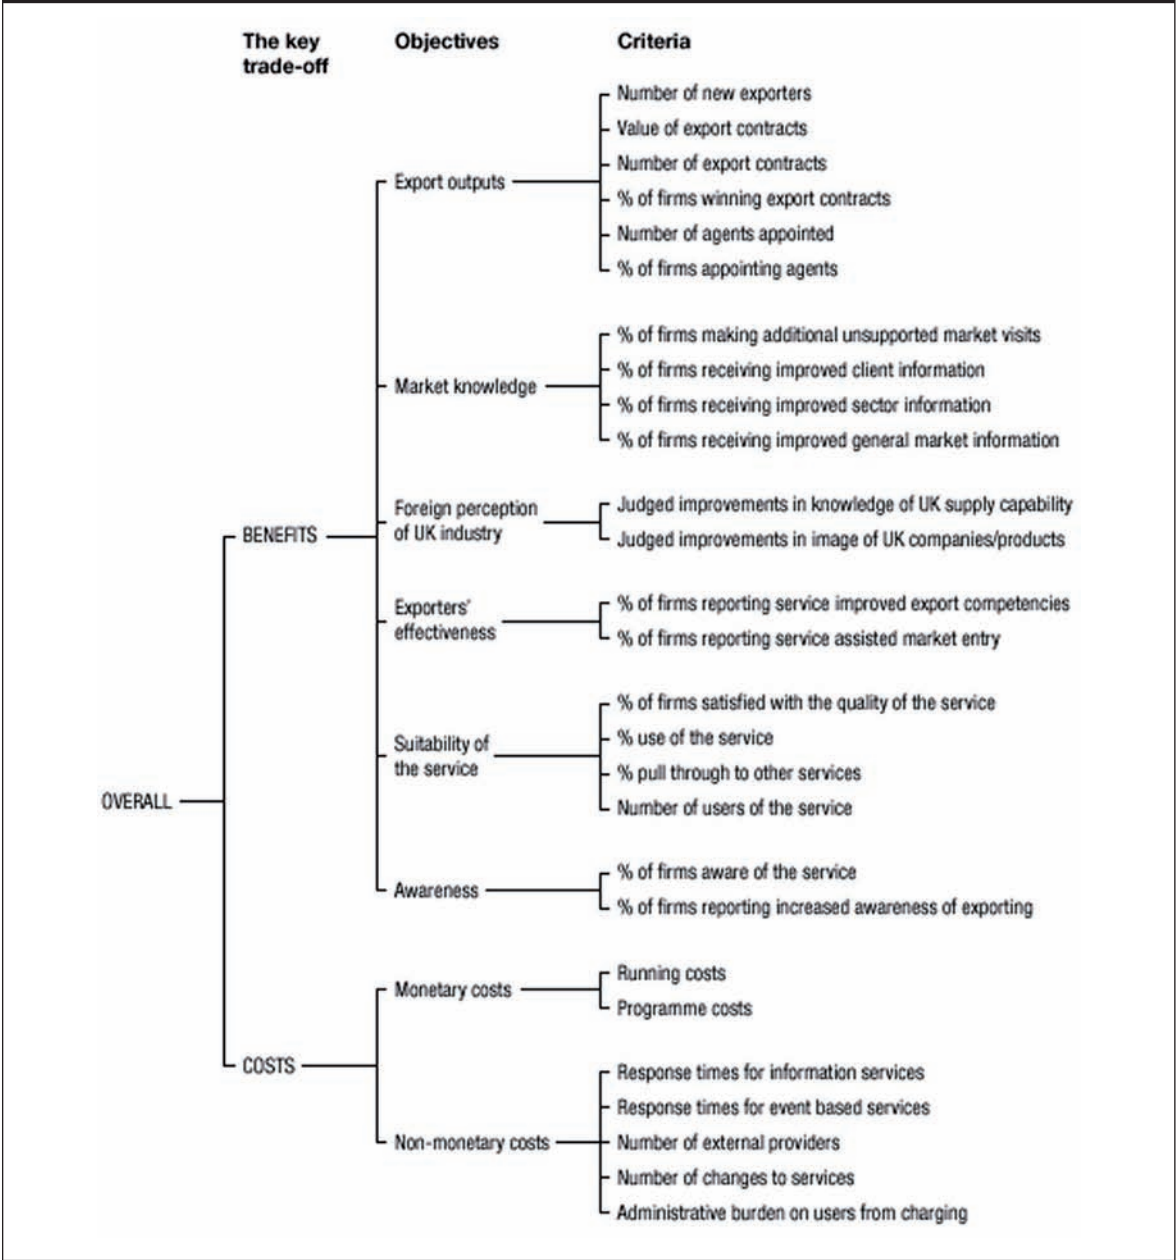 The key
trade-off
Objectives
Criteria
Number of new exporters
Value of export contracts
Number of export contracts
Export outputs
% of firms winning export contracts
Number of agents appointed
% of firms appointing agents
% of firms making additional unsupported market visits
% of firms receiving improved client information
Market knowledge
% of firms receiving improved sector information
% of firms receiving improved general market information
Foreign perception
of UK industry
Judged improvements in knowledge of UK supply capability
Judged improvements in image of UK companies/products
BENEFITS
Exporters'
effectiveness
% of firms reporting service improved export competencies
% of firms reporting service assisted market entry
% of firms satisfied with the quality of the service
Suitability of
the service
% use of the service
% pull through to other services
Number of users of the service
OVERALL
% of firms aware of the service
Awareness
% of firms reporting increased awareness of exporting
Running costs
Monetary costs
Programme costs
COSTS
Response times for information services
Response times for event based services
Non-monetary costs
Number of external providers
Number of changes to services
Administrative burden on users from charging